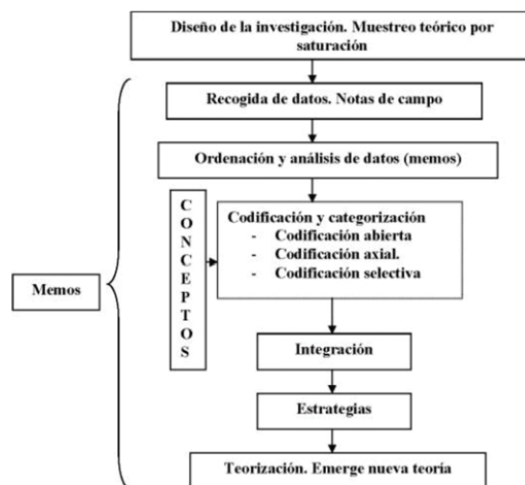 Diseño de la investigación. Muestreo teórico por
saturación
Recogida de datos. Notas de campo
Ordenación y análisis de datos (memos)
CONCEPTOS
Codificación y categorización
- Codificación abierta
- Codificación axial.
- Codificación selectiva
Memos
Integración
Estrategias
Teorización. Emerge nueva teoría